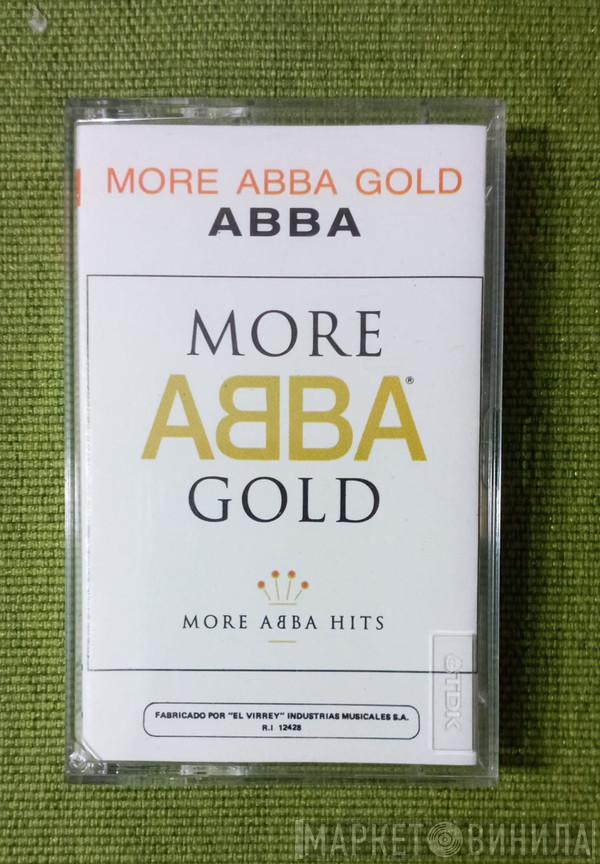 MORE ABBA GOLD
ABBA
MORE
ABBA®
GOLD
MORE ABBA HITS
TDK
FABRICADO POR "EL VIRREY" INDUSTRIAS MUSICALES S.A.
R.I 12428
МАРКЕТ ВИНИЛА